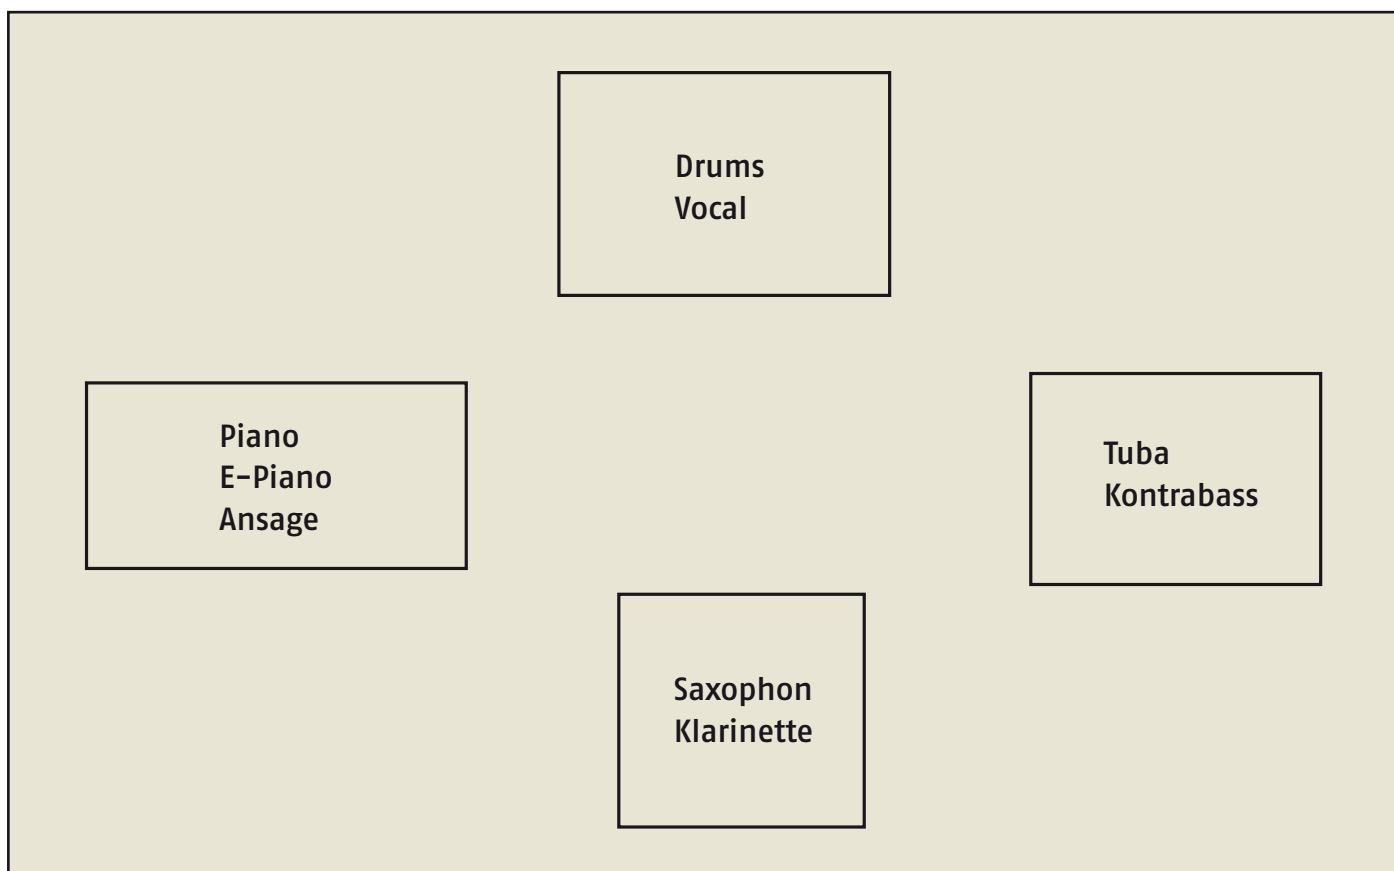 Drums
Vocal
Piano
E-Piano
Ansage
Tuba
Kontrabass
Saxophon
Klarinette